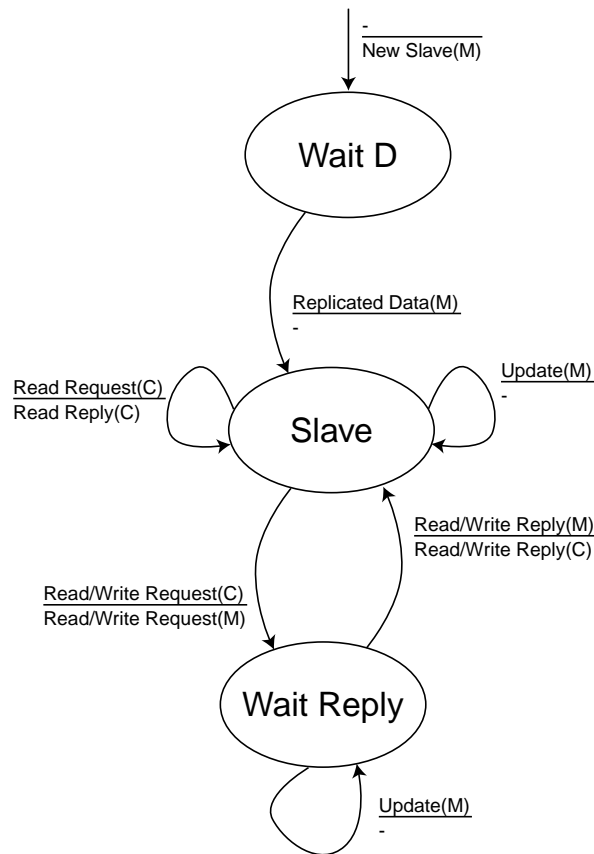 -
New Slave(M)
Wait D
Replicated Data(M)
-
Read Request(C)
Read Reply(C)
Update(M)
-
Slave
Read/Write Reply(M)
Read/Write Reply(C)
Read/Write Request(C)
Read/Write Request(M)
Wait Reply
Update(M)
-